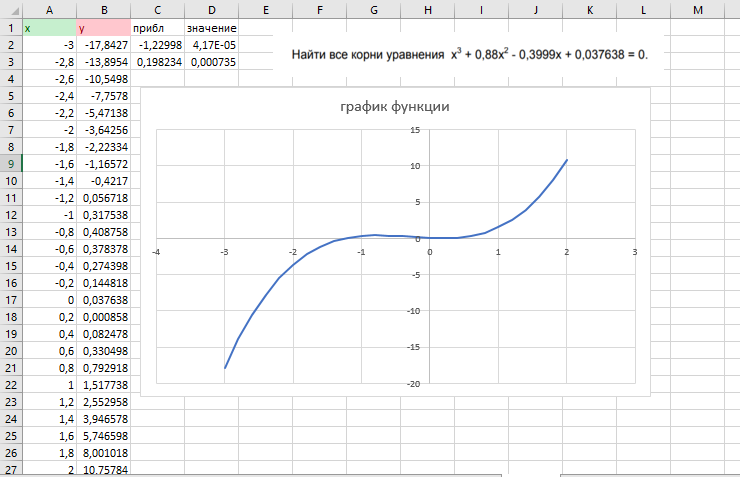 A B C D E F G H I J K L M
1 x y прибл значение
2 -3 -17,8427 -1,22998 4,17E-05
3 -2,8 -13,8954 0,198234 0,000735
Найти все корни уравнения x³ + 0,88x² - 0,3999x + 0,037638 = 0.
4 -2,6 -10,5498
5 -2,4 -7,7578
6 -2,2 -5,47138
7 -2 -3,64256
8 -1,8 -2,22334
9 -1,6 -1,16572
10 -1,4 -0,4217
11 -1,2 0,056718
12 -1 0,317538
13 -0,8 0,408758
14 -0,6 0,378378
15 -0,4 0,274398
16 -0,2 0,144818
17 0 0,037638
18 0,2 0,000858
19 0,4 0,082478
20 0,6 0,330498
21 0,8 0,792918
22 1 1,517738
23 1,2 2,552958
24 1,4 3,946578
25 1,6 5,746598
26 1,8 8,001018
27 2 10,75784
график функции
15
10
5
0
-4 -3 -2 -1 0 1 2 3
-5
-10
-15
-20